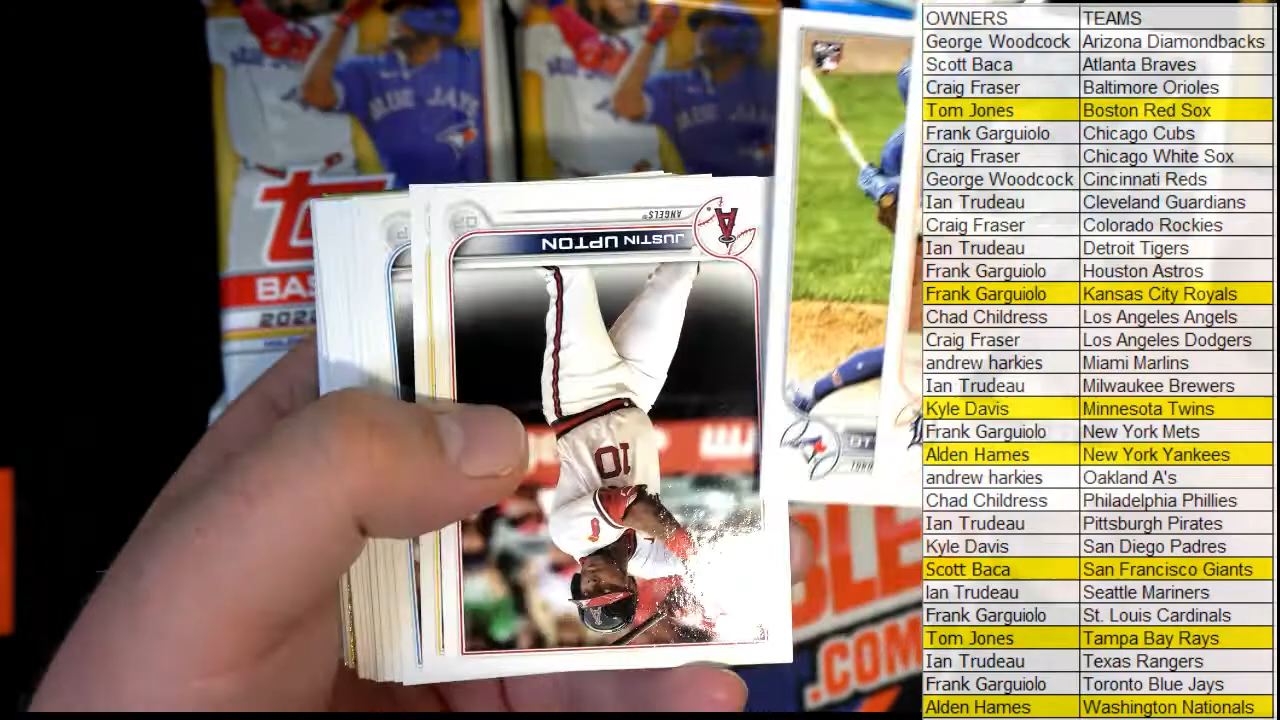 OWNERS TEAMS
George Woodcock Arizona Diamondbacks
Scott Baca Atlanta Braves
Craig Fraser Baltimore Orioles
Tom Jones Boston Red Sox
Frank Garguiolo Chicago Cubs
Craig Fraser Chicago White Sox
George Woodcock Cincinnati Reds
Ian Trudeau Cleveland Guardians
Craig Fraser Colorado Rockies
Ian Trudeau Detroit Tigers
Frank Garguiolo Houston Astros
Frank Garguiolo Kansas City Royals
Chad Childress Los Angeles Angels
Craig Fraser Los Angeles Dodgers
andrew harkies Miami Marlins
Ian Trudeau Milwaukee Brewers
Kyle Davis Minnesota Twins
Frank Garguiolo New York Mets
Alden Hames New York Yankees
andrew harkies Oakland A's
Chad Childress Philadelphia Phillies
Ian Trudeau Pittsburgh Pirates
Kyle Davis San Diego Padres
Scott Baca San Francisco Giants
Ian Trudeau Seattle Mariners
Frank Garguiolo St. Louis Cardinals
Tom Jones Tampa Bay Rays
Ian Trudeau Texas Rangers
Frank Garguiolo Toronto Blue Jays
Alden Hames Washington Nationals
ANGELS
JUSTIN UPTON
10
.COM